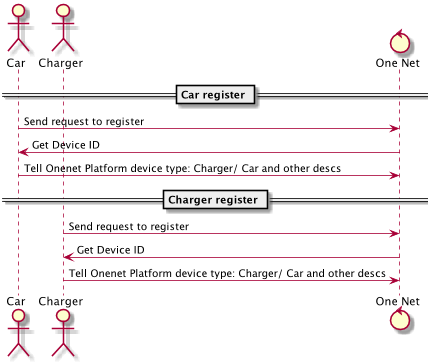 Car
Charger
One Net
Car register
Send request to register
Get Device ID
Tell Onenet Platform device type: Charger/ Car and other descs
Charger register
Send request to register
Get Device ID
Tell Onenet Platform device type: Charger/ Car and other descs
Car
Charger
One Net